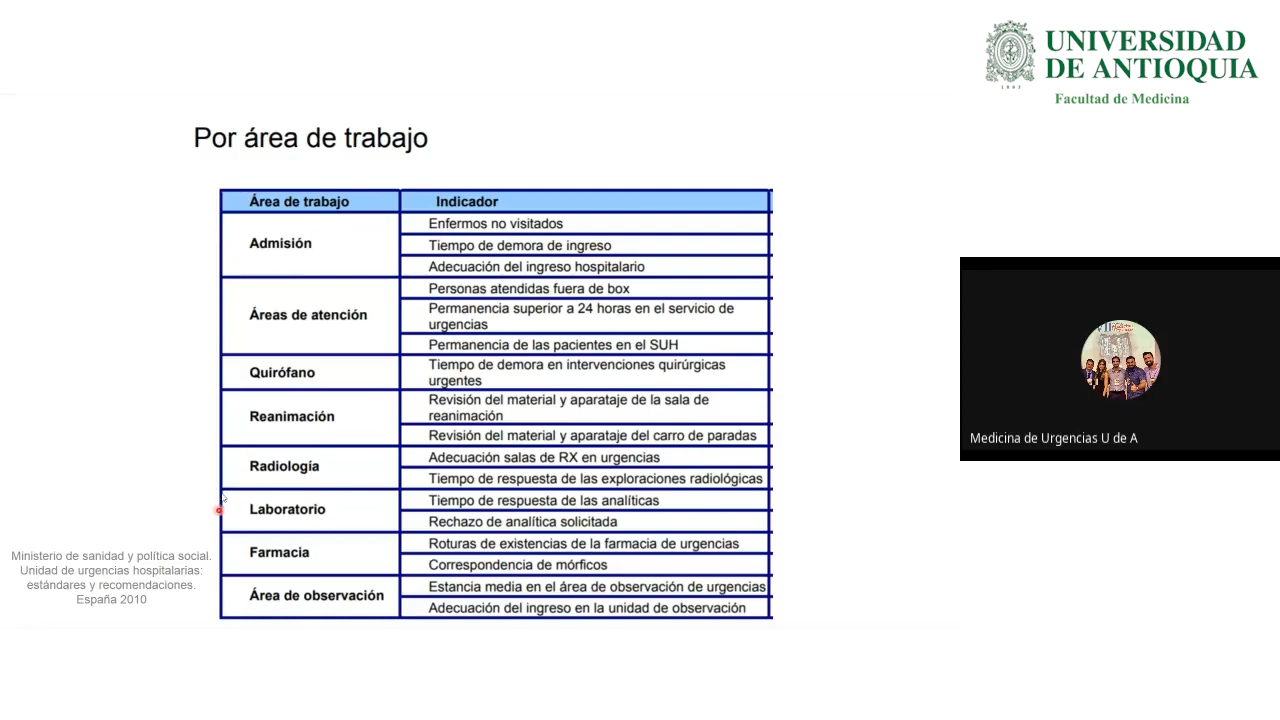 UNIVERSIDAD
DE ANTIOQUIA
1803
Facultad de Medicina
Por área de trabajo
Área de trabajo
Indicador
Admisión
Enfermos no visitados
Tiempo de demora de ingreso
Adecuación del ingreso hospitalario
Áreas de atención
Personas atendidas fuera de box
Permanencia superior a 24 horas en el servicio de
urgencias
Permanencia de las pacientes en el SUH
Quirófano
Tiempo de demora en intervenciones quirúrgicas
urgentes
Reanimación
Revisión del material y aparataje de la sala de
reanimación
Revisión del material y aparataje del carro de paradas
Radiología
Adecuación salas de RX en urgencias
Tiempo de respuesta de las exploraciones radiológicas
Laboratorio
Tiempo de respuesta de las analíticas
Rechazo de analítica solicitada
Farmacia
Roturas de existencias de la farmacia de urgencias
Correspondencia de mórficos
Área de observación
Estancia media en el área de observación de urgencias
Adecuación del ingreso en la unidad de observación
Ministerio de sanidad y política social.
Unidad de urgencias hospitalarias:
estándares y recomendaciones.
España 2010
Medicina de Urgencias U de A